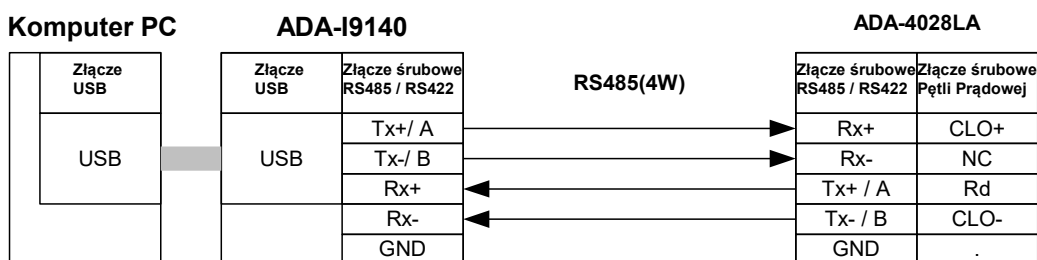 Komputer PC ADA-I9140 ADA-4028LA
Złącze USB Złącze USB Złącze śrubowe RS485 / RS422 RS485(4W) Złącze śrubowe RS485 / RS422 Złącze śrubowe Pętli Prądowej
USB USB
Tx+/ A Rx+ CLO+
Tx-/ B Rx- NC
Rx+ Tx+ / A Rd
Rx- Tx- / B CLO-
GND GND .